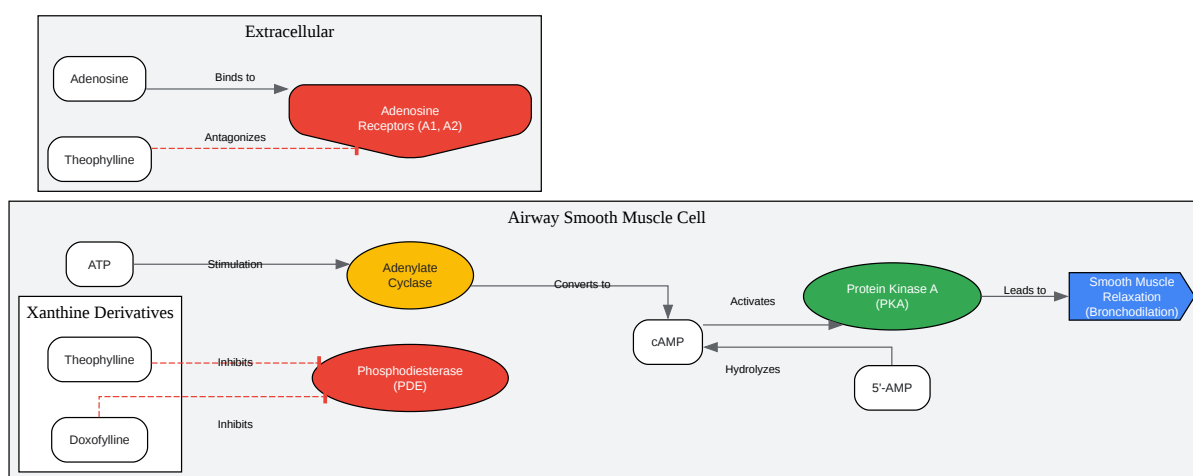 Extracellular
Adenosine
Binds to
Adenosine
Receptors (A1, A2)
Antagonizes
Theophylline
Airway Smooth Muscle Cell
ATP
Stimulation
Adenylate
Cyclase
Converts to
Protein Kinase A
(PKA)
Leads to
Smooth Muscle
Relaxation
(Bronchodilation)
Activates
cAMP
Hydrolyzes
5'-AMP
Xanthine Derivatives
Theophylline
Inhibits
Phosphodiesterase
(PDE)
Doxofylline
Inhibits